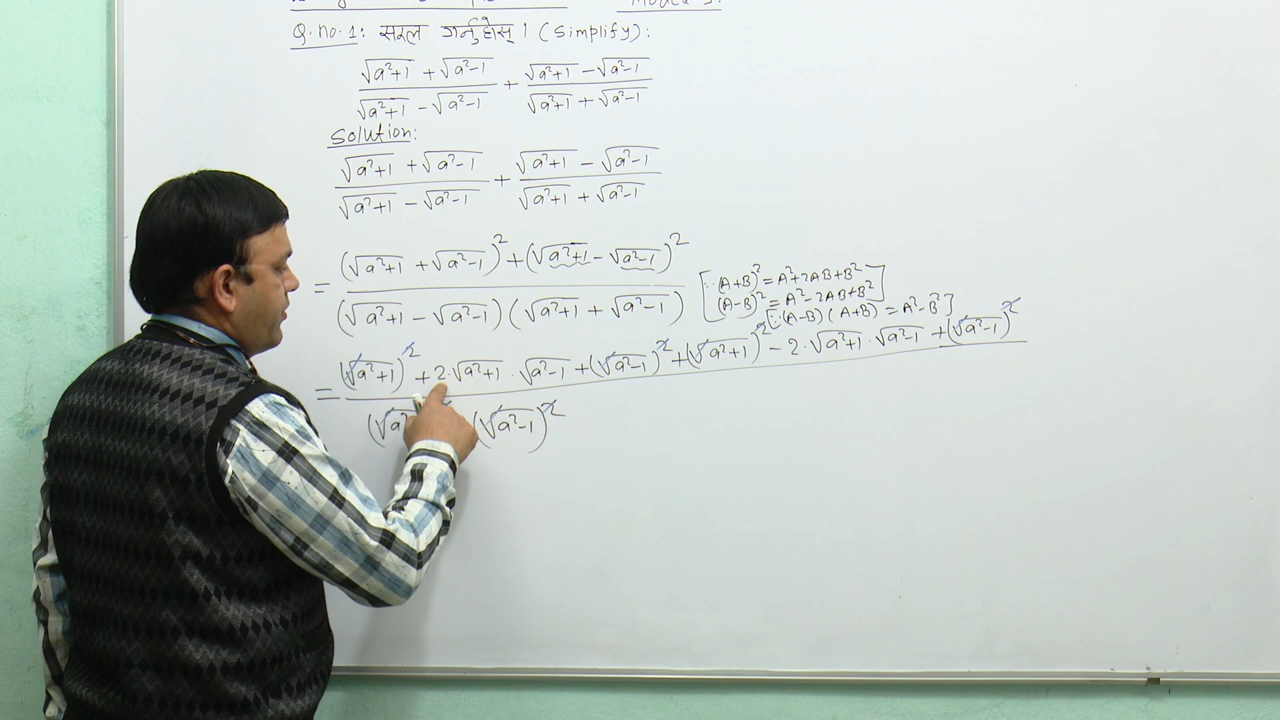 Q.no.1: सरल गर्नुहोस् । (Simplify):
(√(a²+1) + √(a²-1))/(√(a²+1) - √(a²-1)) + (√(a²+1) - √(a²-1))/(√(a²+1) + √(a²-1))
Solution:
(√(a²+1) + √(a²-1))/(√(a²+1) - √(a²-1)) + (√(a²+1) - √(a²-1))/(√(a²+1) + √(a²-1))
= ((√(a²+1) + √(a²-1))² + (√(a²+1) - √(a²-1))²)/((√(a²+1) - √(a²-1)) (√(a²+1) + √(a²-1)))
[∵ (A+B)² = A²+2AB+B²
(A-B)² = A²-2AB+B²]
[∵ (A-B) (A+B) = A²-B²]
= (√(a²+1))² + 2·√(a²+1) · √(a²-1) + (√(a²-1))² + (√(a²+1))² - 2·√(a²+1) · √(a²-1) + (√(a²-1))²
(√a² (√(a²-1))²